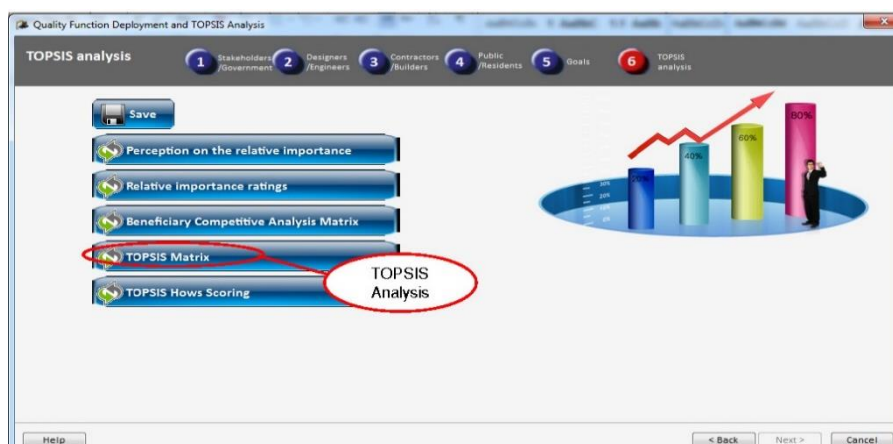 Quality Function Deployment and TOPSIS Analysis
TOPSIS analysis
1 Stakeholders
/Government
2 Designers
/Engineers
3 Contractors
/Builders
4 Public
/Residents
5 Goals
6 TOPSIS
analysis
Save
Perception on the relative importance
Relative importance ratings
Beneficiary Competitive Analysis Matrix
TOPSIS Matrix
TOPSIS Hows Scoring
TOPSIS
Analysis
20%
40%
60%
80%
Help
< Back
Next >
Cancel